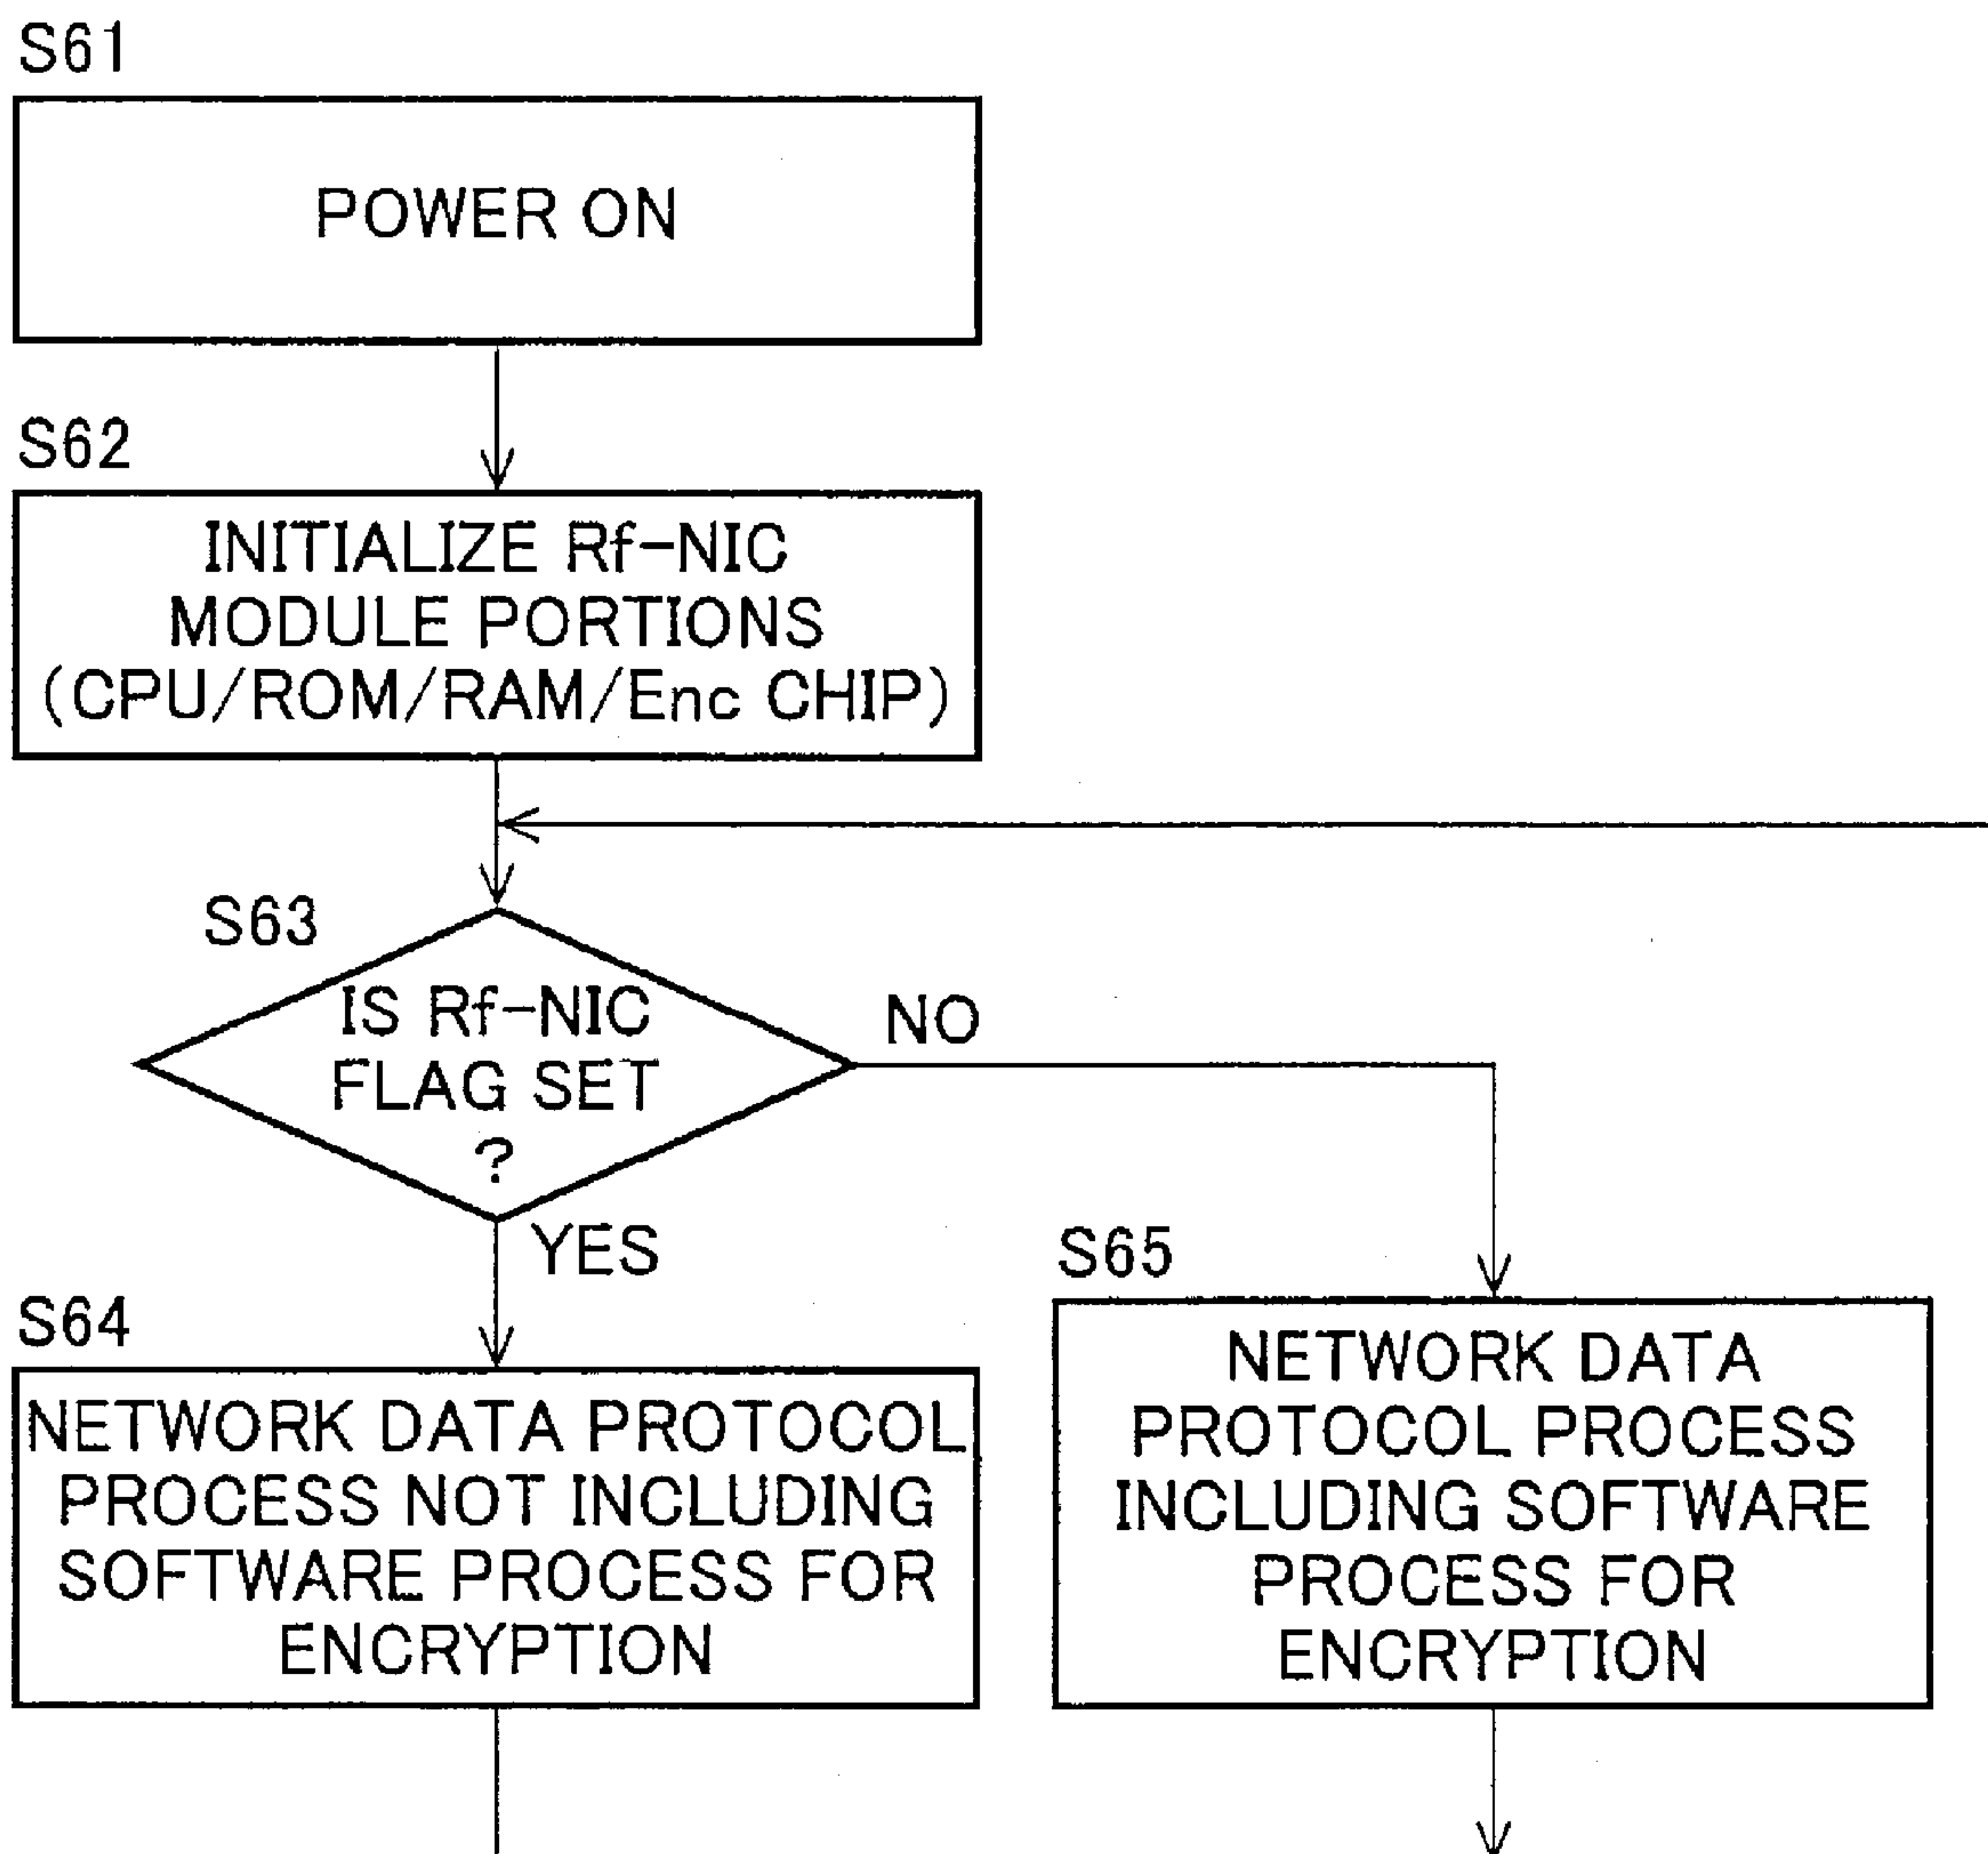 S61
POWER ON
S62
INITIALIZE Rf-NIC
MODULE PORTIONS
(CPU/ROM/RAM/Enc CHIP)
S63
IS Rf-NIC
FLAG SET
?
NO
YES
S64
NETWORK DATA PROTOCOL
PROCESS NOT INCLUDING
SOFTWARE PROCESS FOR
ENCRYPTION
S65
NETWORK DATA
PROTOCOL PROCESS
INCLUDING SOFTWARE
PROCESS FOR
ENCRYPTION